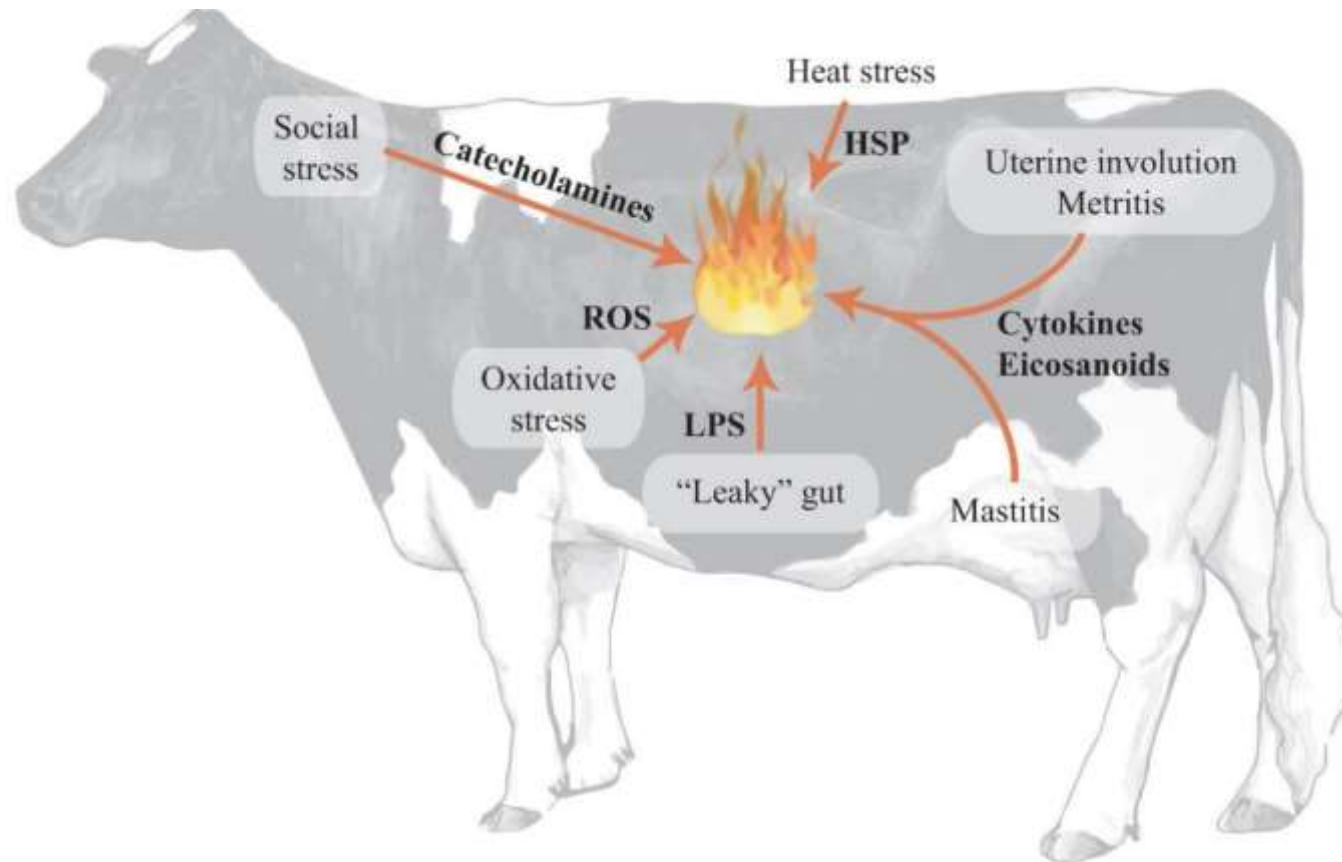 Heat stress
HSP
Social
stress
Catecholamines
Uterine involution
Metritis
ROS
Cytokines
Eicosanoids
Oxidative
stress
LPS
“Leaky” gut
Mastitis